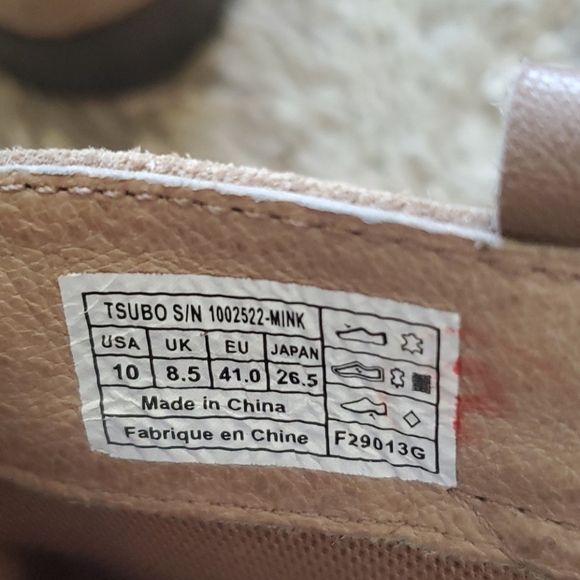 TSUBO S/N 1002522-MINK
USA UK EU JAPAN
10 8.5 41.0 26.5
Made in China
Fabrique en Chine F29013G